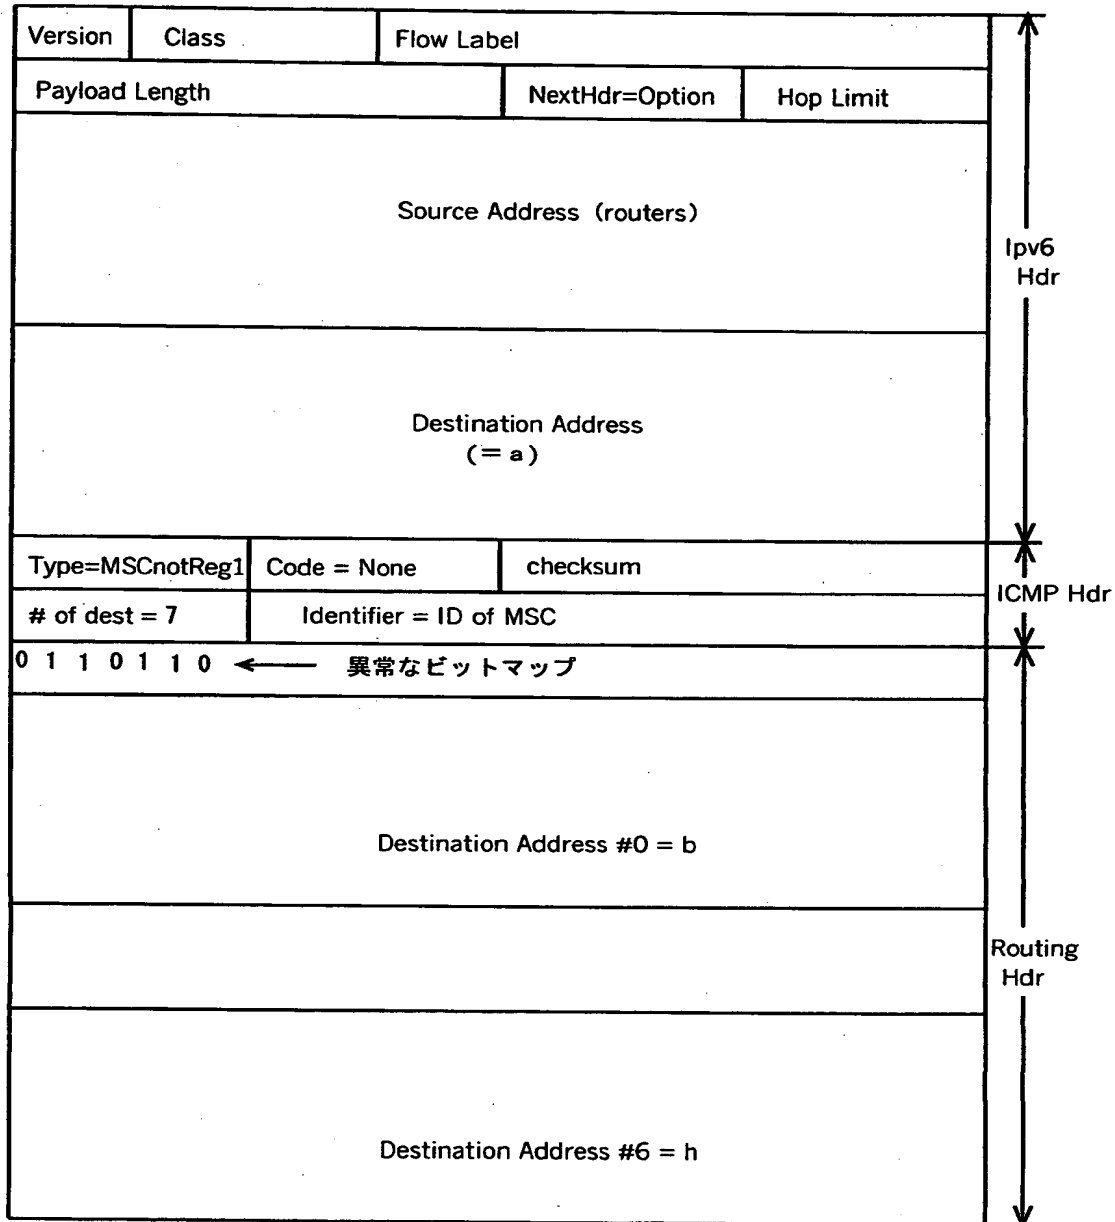 Version Class Flow Label
Payload Length NextHdr=Option Hop Limit
Source Address (routers)
Ipv6
Hdr
Destination Address
(= a)
Type=MSCnotReg1 Code = None checksum
ICMP Hdr
# of dest = 7 Identifier = ID of MSC
0 1 1 0 1 1 0 異常なビットマップ
Destination Address #0 = b
Routing
Hdr
Destination Address #6 = h